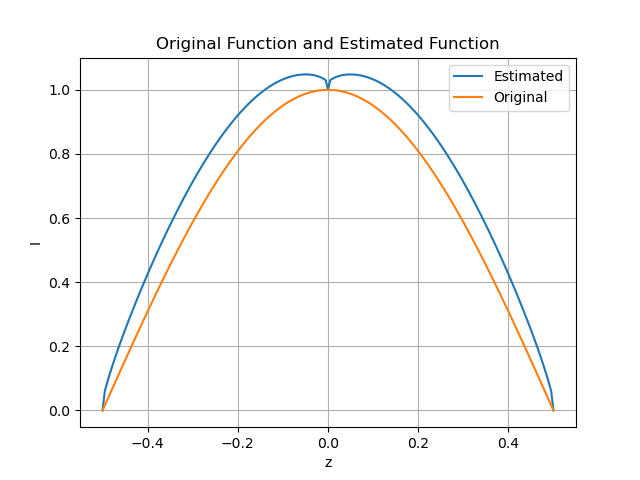 Original Function and Estimated Function
Estimated
Original
1.0
0.8
0.6
0.4
0.2
0.0
I
−0.4
−0.2
0.0
0.2
0.4
z